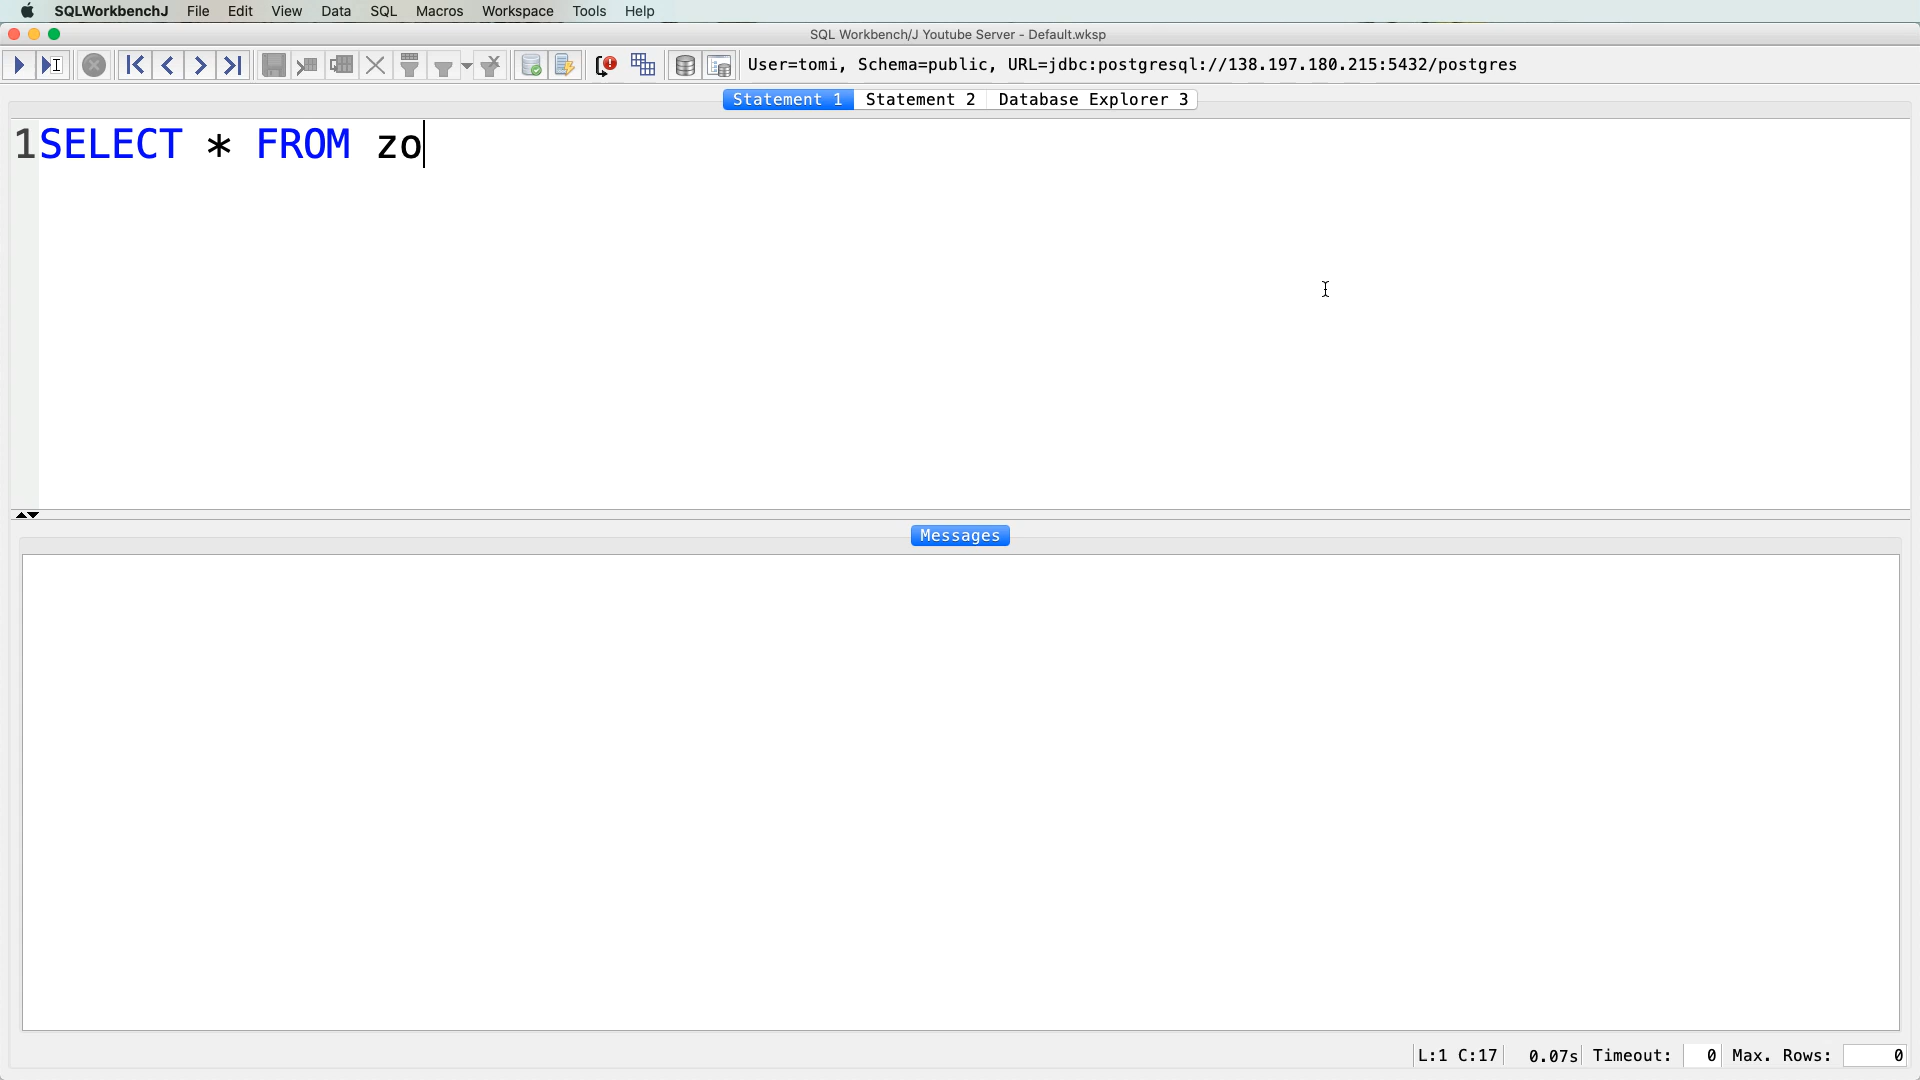 SQLWorkbenchJ File Edit View Data SQL Macros Workspace Tools Help
SQL Workbench/J Youtube Server - Default.wksp
User=tomi, Schema=public, URL=jdbc:postgresql://138.197.180.215:5432/postgres
Statement 1 Statement 2 Database Explorer 3
1 SELECT * FROM zo
Messages
L:1 C:17 0.07s Timeout: 0 Max. Rows: 0